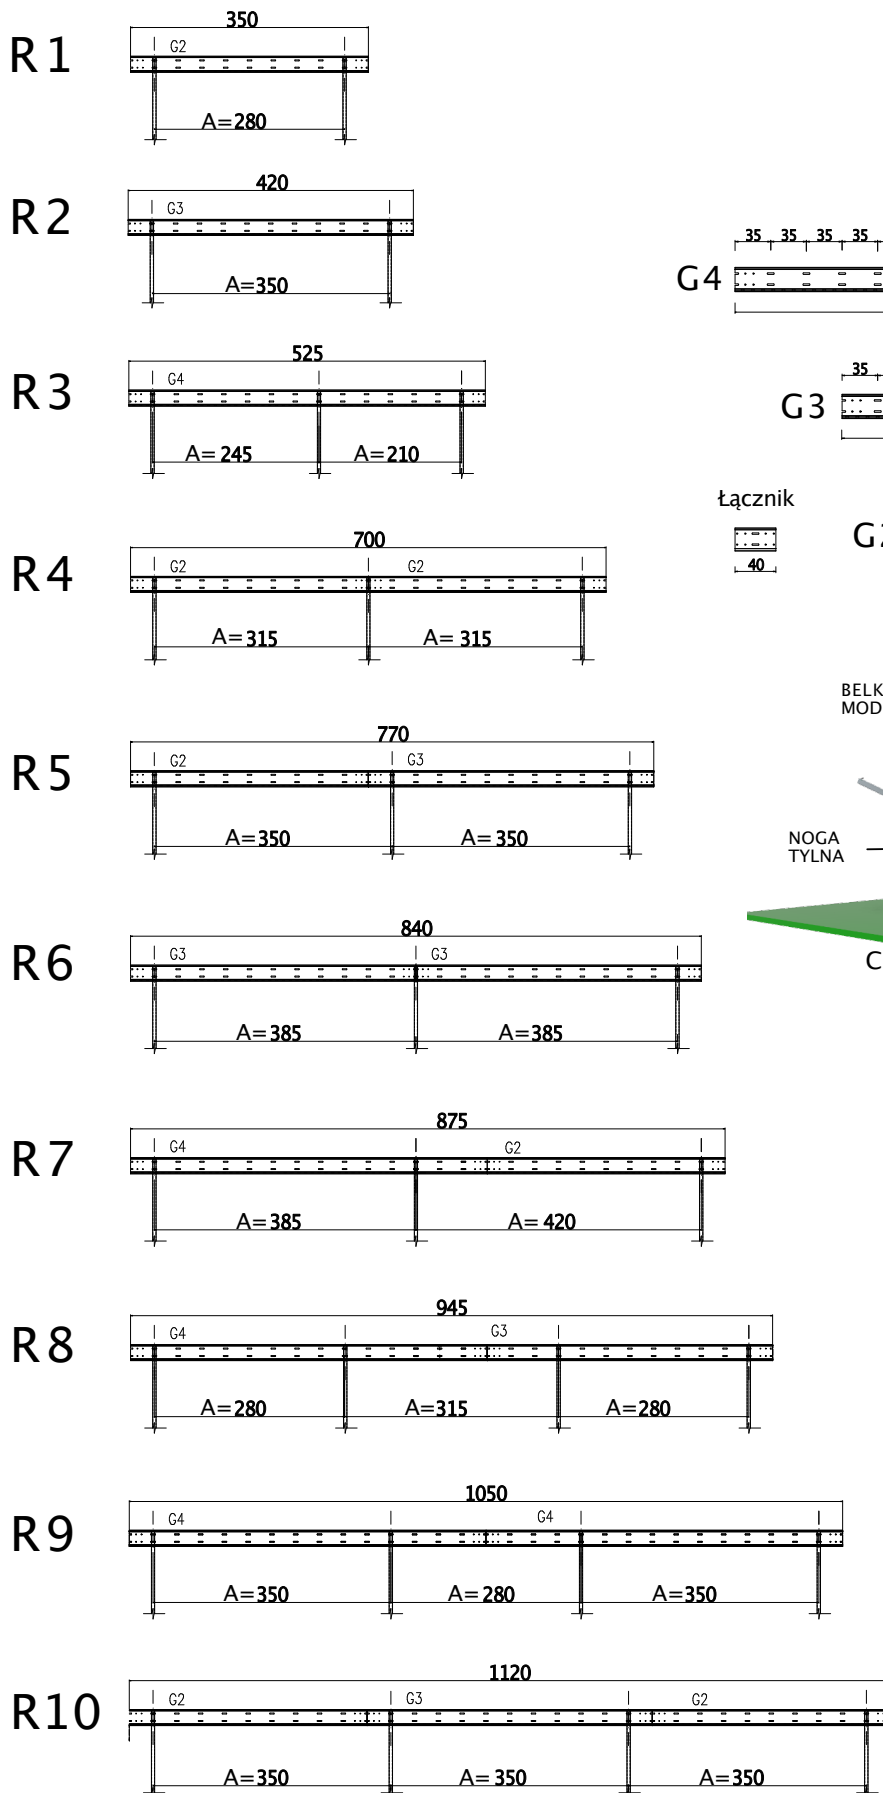 R1
350
G2
A=280
R2
420
G3
A=350
R3
525
G4
A=245 A=210
R4
700
G2 G2
A=315 A=315
R5
770
G2 G3
A=350 A=350
R6
840
G3 G3
A=385 A=385
R7
875
G4 G2
A=385 A=420
R8
945
G4 G3
A=280 A=315 A=280
R9
1050
G4 G4
A=350 A=280 A=350
R10
1120
G2 G3 G2
A=350 A=350 A=350
35 35 35 35
G4
35
G3
Łącznik
40
BELK
MOD
NOGA
TYLNA
C